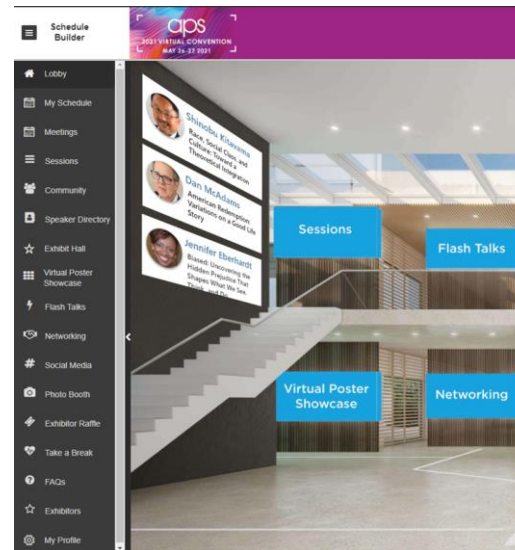 Schedule
Builder
aps
2021 VIRTUAL CONVENTION
MAY 26-27 2021
Lobby
My Schedule
Meetings
Sessions
Community
Speaker Directory
Exhibit Hall
Virtual Poster
Showcase
Flash Talks
Networking
Social Media
Photo Booth
Exhibitor Raffle
Take a Break
FAQs
Exhibitors
My Profile
Shinobu Kitayama
Race, Social Class, and
Culture: Toward a
Theoretical Integration
Dan McAdams
American Redemption
Variations on a Good Life
Story
Jennifer Eberhardt
Biased: Uncovering the
Hidden Prejudice That
Shapes What We See,
Think, and Do
Sessions
Flash Talks
Virtual Poster
Showcase
Networking